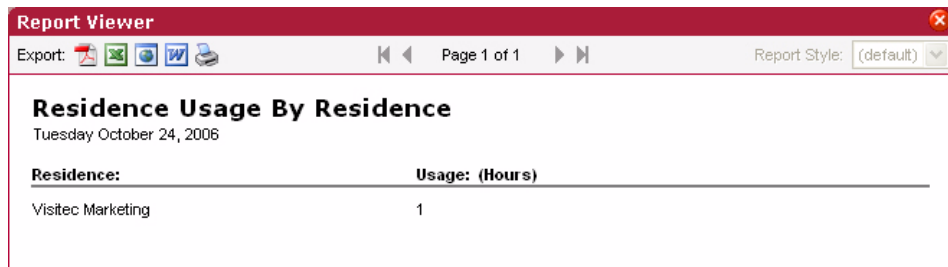 Report Viewer
Export: Page 1 of 1 Report Style: (default)
Residence Usage By Residence
Tuesday October 24, 2006
Residence: Usage: (Hours)
Visitec Marketing 1